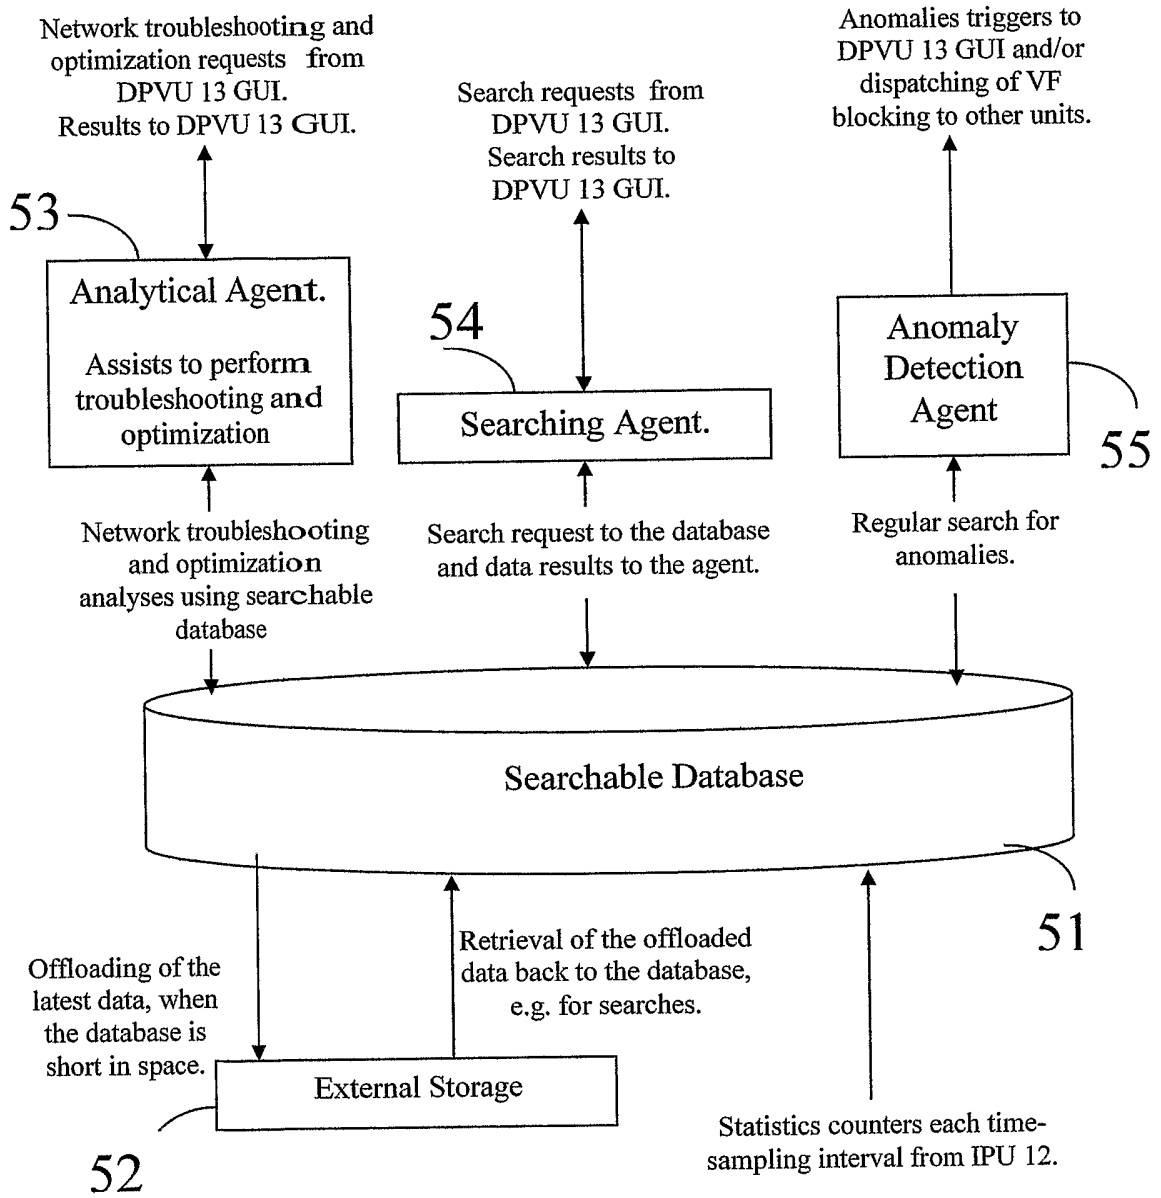 Network troubleshooting and
optimization requests from
DPVU 13 GUI.
Results to DPVU 13 GUI.
Search requests from
DPVU 13 GUI.
Search results to
DPVU 13 GUI.
Anomalies triggers to
DPVU 13 GUI and/or
dispatching of VF
blocking to other units.
53
Analytical Agent.
Assists to perform
troubleshooting and
optimization
54
Searching Agent.
Anomaly
Detection
Agent
55
Network troubleshooting
and optimization
analyses using searchable
database
Search request to the database
and data results to the agent.
Regular search for
anomalies.
Searchable Database
51
Offloading of the
latest data, when
the database is
short in space.
Retrieval of the offloaded
data back to the database,
e.g. for searches.
External Storage
52
Statistics counters each time-
sampling interval from IPU 12.